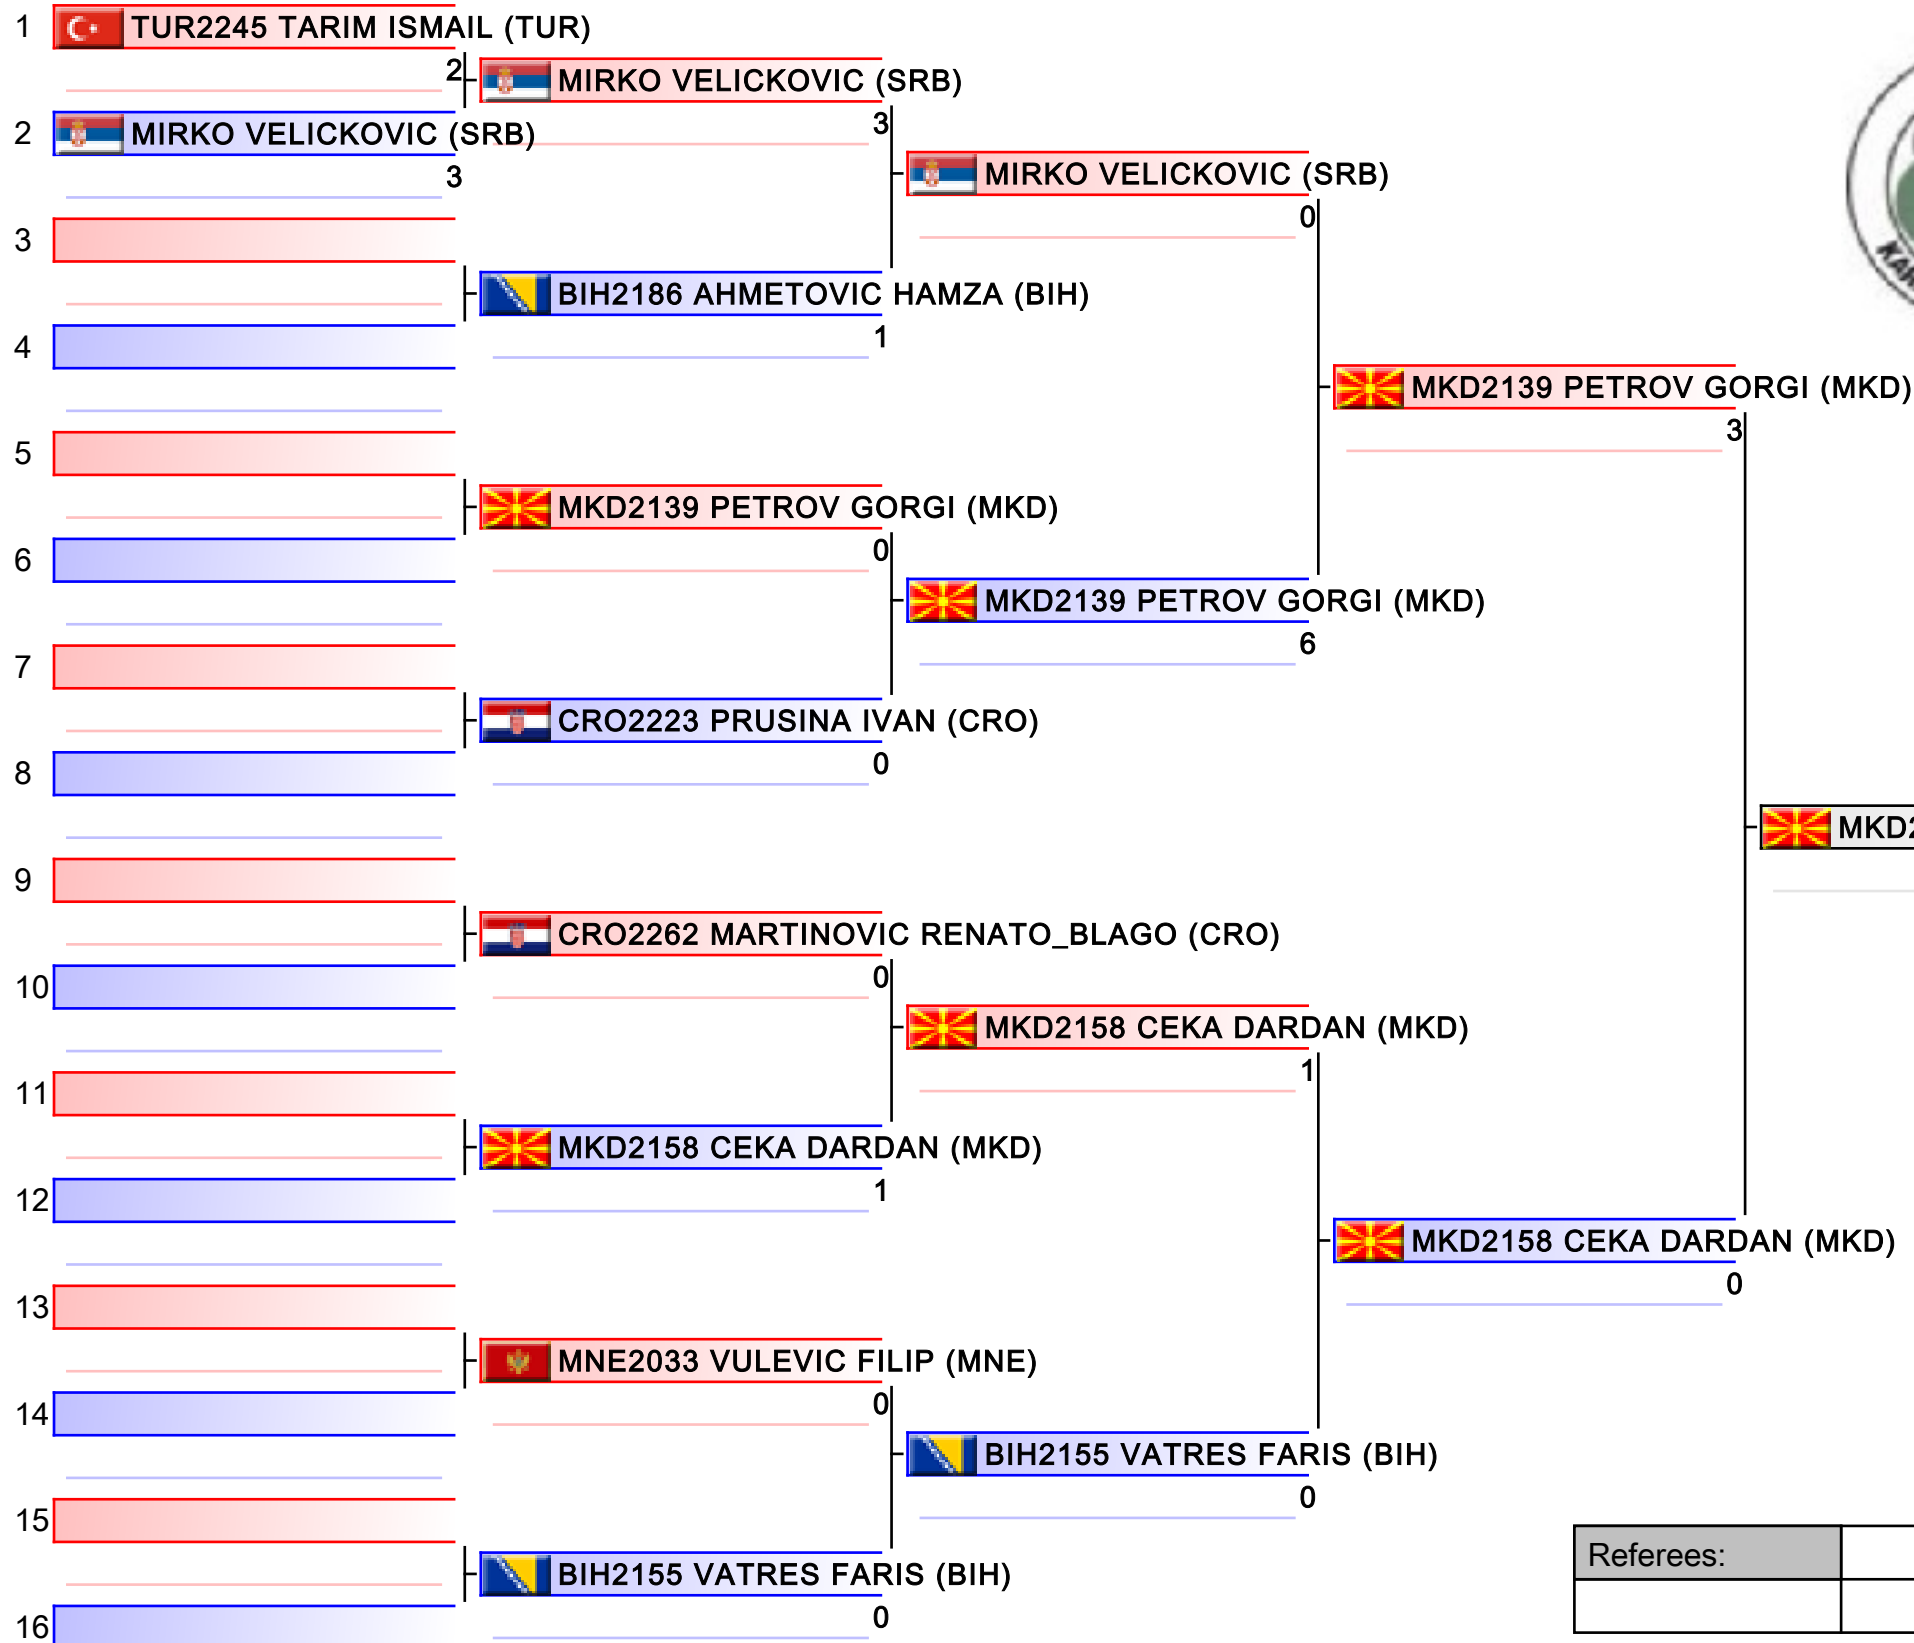 1 TUR2245 TARIM ISMAIL (TUR)
2 MIRKO VELICKOVIC (SRB)
2 MIRKO VELICKOVIC (SRB)
3 MIRKO VELICKOVIC (SRB)
3
0
3
BIH2186 AHMETOVIC HAMZA (BIH)
4
1
MKD2139 PETROV GORGI (MKD)
3
5
MKD2139 PETROV GORGI (MKD)
6
0
MKD2139 PETROV GORGI (MKD)
6
7
CRO2223 PRUSINA IVAN (CRO)
8
0
9
CRO2262 MARTINOVIC RENATO_BLAGO (CRO)
10
0
MKD2158 CEKA DARDAN (MKD)
1
11
MKD2158 CEKA DARDAN (MKD)
12
1
MKD2158 CEKA DARDAN (MKD)
0
13
MNE2033 VULEVIC FILIP (MNE)
14
0
BIH2155 VATRES FARIS (BIH)
0
15
BIH2155 VATRES FARIS (BIH)
16
0
Referees: